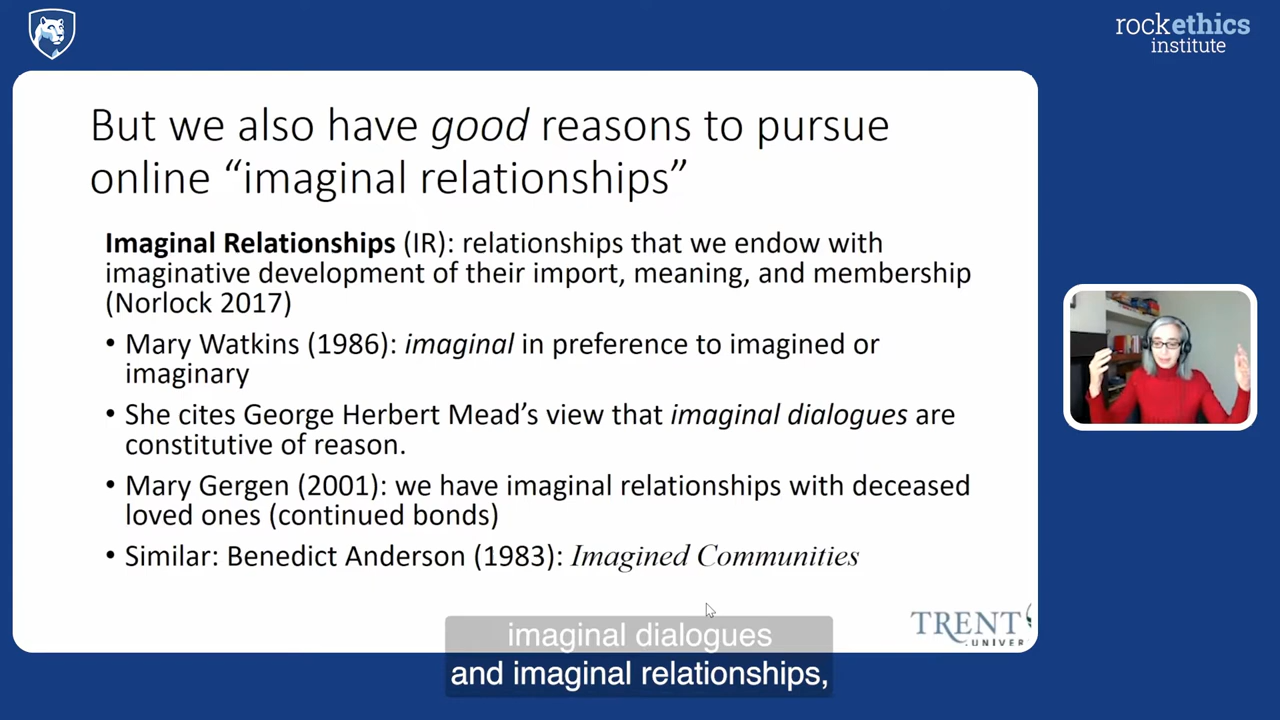 rockethics
institute
But we also have good reasons to pursue
online “imaginal relationships”
Imaginal Relationships (IR): relationships that we endow with
imaginative development of their import, meaning, and membership
(Norlock 2017)
• Mary Watkins (1986): imaginal in preference to imagined or
imaginary
• She cites George Herbert Mead’s view that imaginal dialogues are
constitutive of reason.
• Mary Gergen (2001): we have imaginal relationships with deceased
loved ones (continued bonds)
• Similar: Benedict Anderson (1983): Imagined Communities
TRENT
UNIVER
imaginal dialogues
and imaginal relationships,